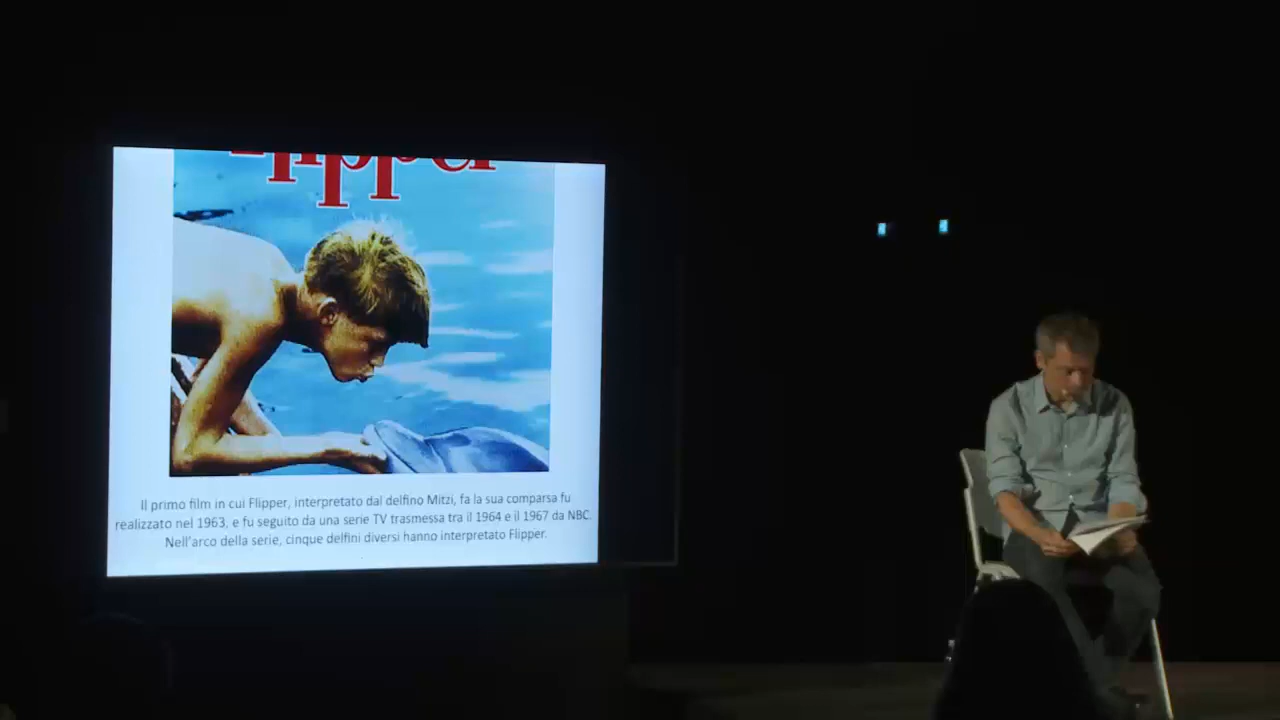 Flipper
Il primo film in cui Flipper, interpretato dal delfino Mitzi, fa la sua comparsa fu
realizzato nel 1963, e fu seguito da una serie TV trasmessa tra il 1964 e il 1967 da NBC.
Nell'arco della serie, cinque delfini diversi hanno interpretato Flipper.